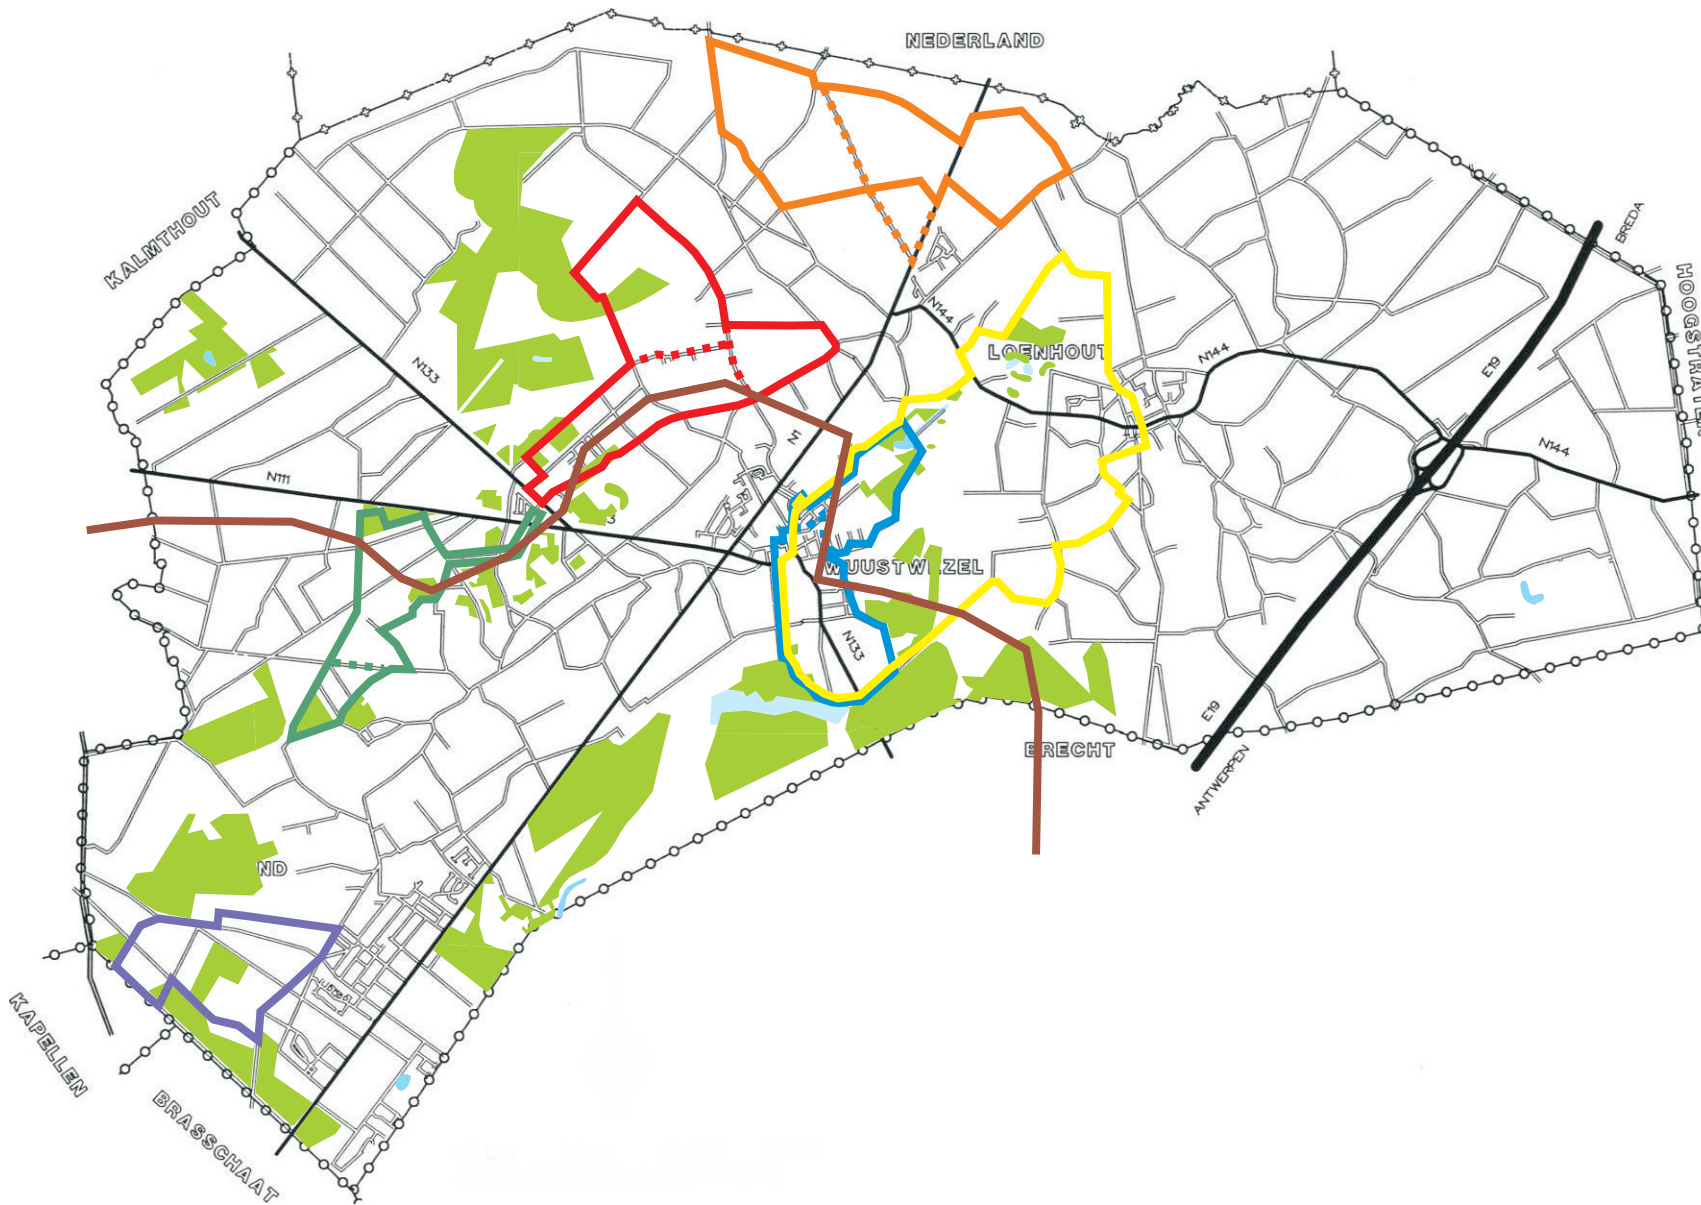 NEDERLAND
KALMTHOUT
BREDA
HOOGSTRATEN
N144
N133
LOENHOUT
N144
E19
N1
N144
N111
3
WUUSTWEZEL
N133
E19
BRECHT
ANTWERPEN
ND
KAPELLEN
BRASSCHAAT